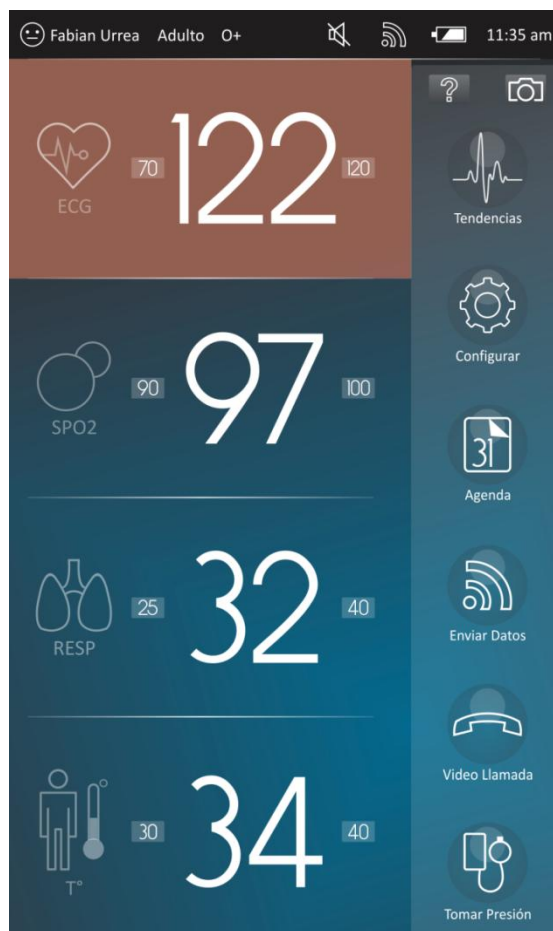 Fabian Urrea Adulto O+ 11:35 am
?
70 122 120
ECG
Tendencias
90 97 100
SPO2
Configurar
31
Agenda
25 32 40
RESP
Enviar Datos
Video Llamada
30 34 40
T°
Tomar Presión